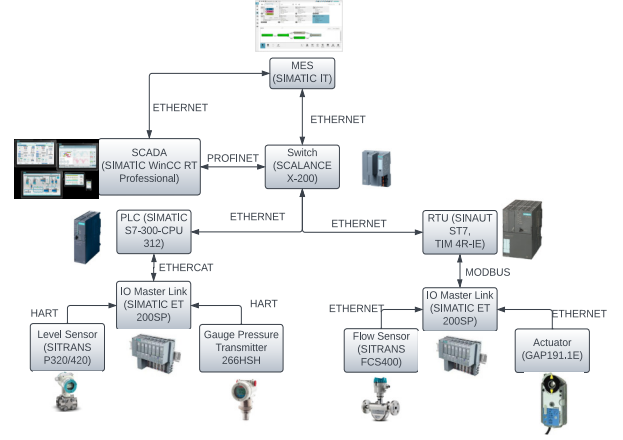 MES
(SIMATIC IT)
ETHERNET
ETHERNET
SCADA
(SIMATIC WinCC RT
Professional)
PROFINET
Switch
(SCALANCE
X-200)
ETHERNET
ETHERNET
PLC (SIMATIC
S7-300-CPU
312)
RTU (SINAUT
ST7,
TIM 4R-IE)
ETHERCAT
MODBUS
IO Master Link
(SIMATIC ET
200SP)
IO Master Link
(SIMATIC ET
200SP)
HART
HART
ETHERNET
ETHERNET
Level Sensor
(SITRANS
P320/420)
Gauge Pressure
Transmitter
266HSH
Flow Sensor
(SITRANS
FCS400)
Actuator
(GAP191.1E)